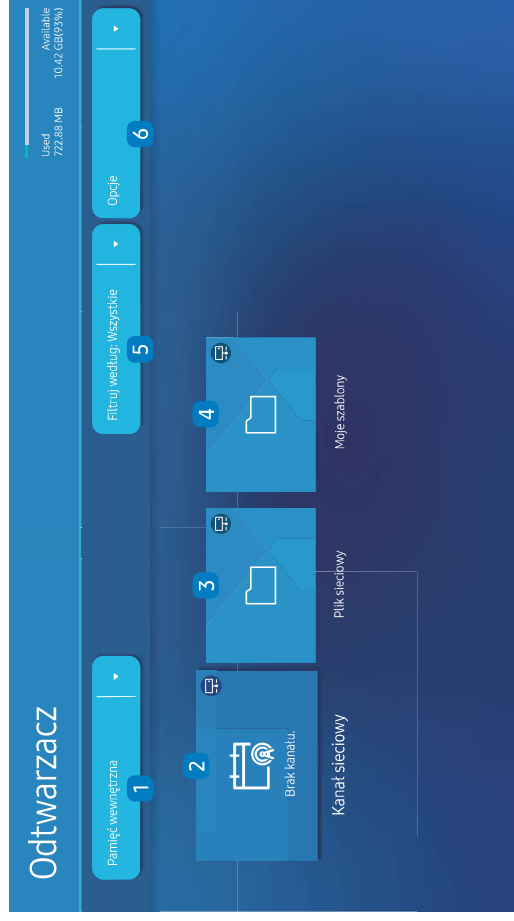 Odtwarzacz
Used
722.88 MB
Available
10.42 GB(93%)
Pamięć wewnętrzna
1
Filtruj według: Wszystkie
5
Opcje
6
2
Brak kanału.
Kanał sieciowy
3
Plik sieciowy
4
Moje szablony